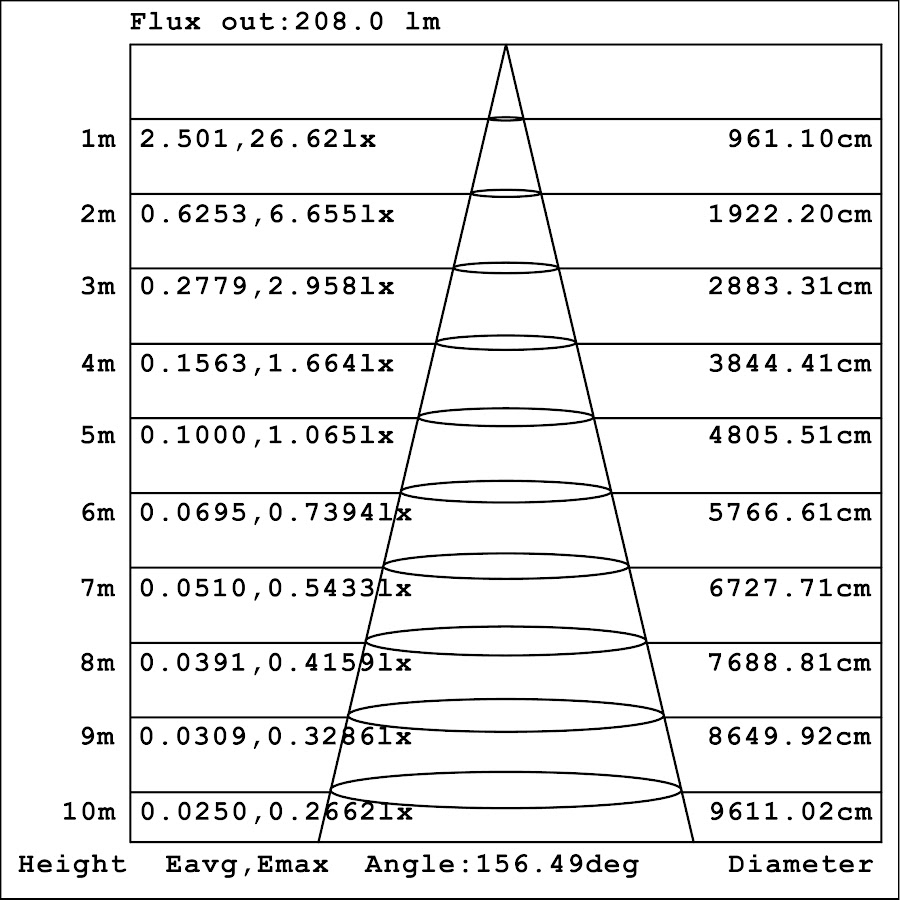 Flux out:208.0 lm
1m 2.501,26.62lx 961.10cm
2m 0.6253,6.655lx 1922.20cm
3m 0.2779,2.958lx 2883.31cm
4m 0.1563,1.664lx 3844.41cm
5m 0.1000,1.065lx 4805.51cm
6m 0.0695,0.7394lx 5766.61cm
7m 0.0510,0.5433lx 6727.71cm
8m 0.0391,0.4159lx 7688.81cm
9m 0.0309,0.3286lx 8649.92cm
10m 0.0250,0.2662lx 9611.02cm
Height Eavg,Emax Angle:156.49deg Diameter